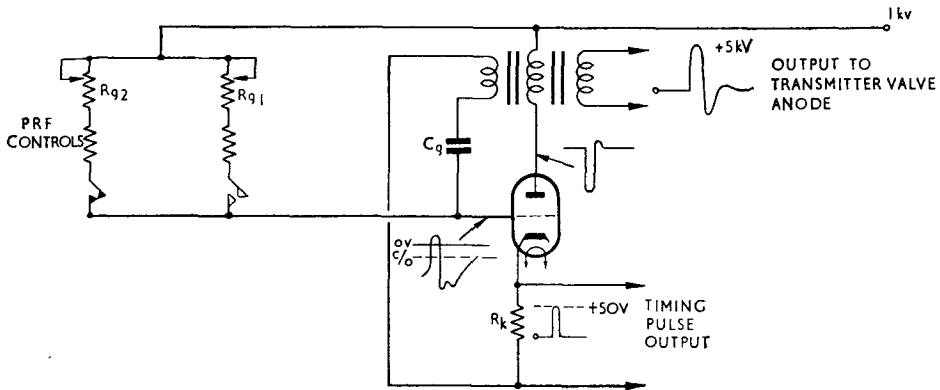 1kv
+5kV
OUTPUT TO
TRANSMITTER VALVE
ANODE
Rg2
Rg1
PRF
CONTROLS
Cg
0V
C/O
Rk
+50V
TIMING
PULSE
OUTPUT